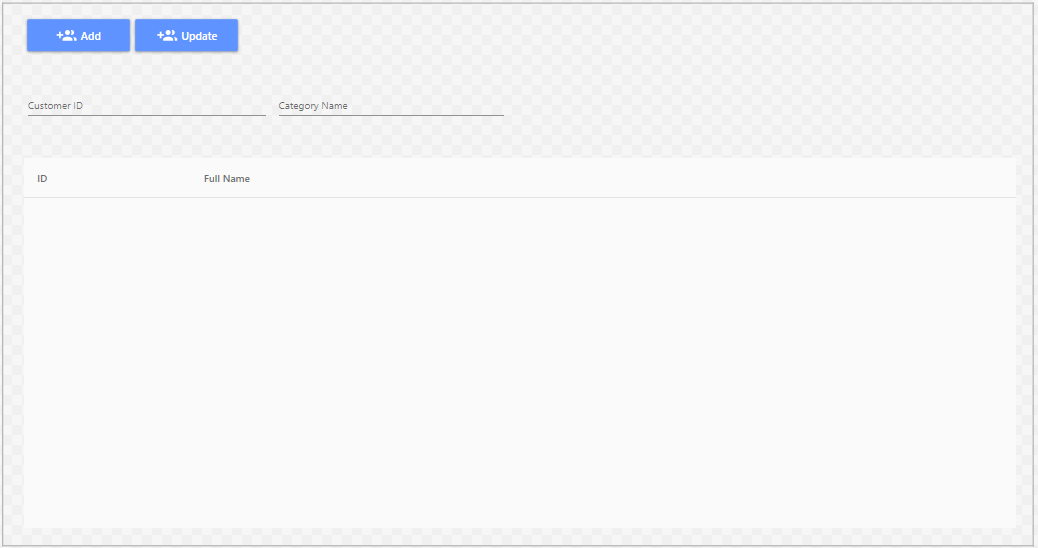 Add Update
Customer ID Category Name
ID Full Name